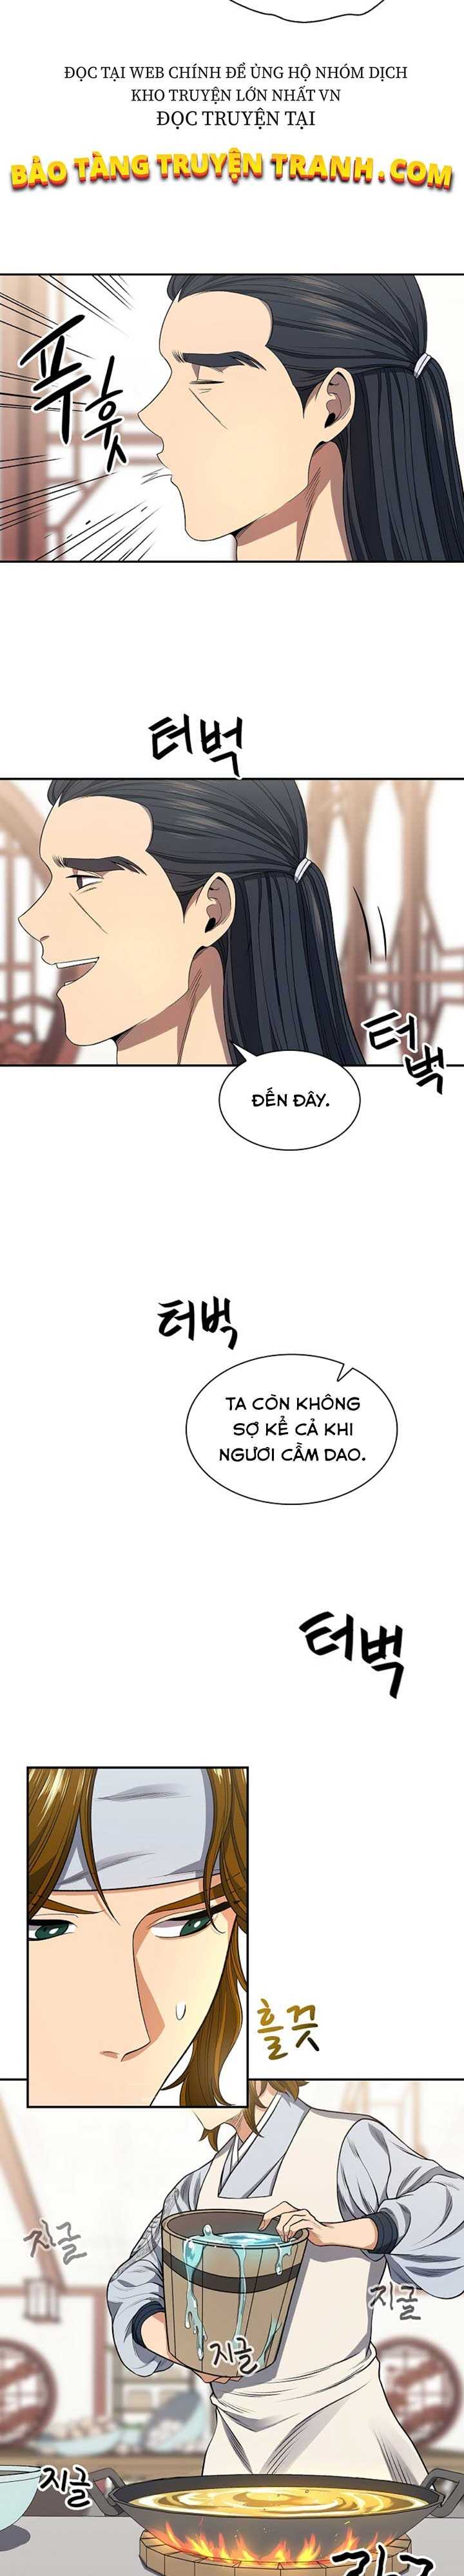 ĐỌC TẠI WEB CHÍNH ĐỂ ỦNG HỘ NHÓM DỊCH
KHO TRUYỆN LỚN NHẤT VN
ĐỌC TRUYỆN TẠI
BẢO TÀNG TRUYỆN TRANH.COM
푸훗
터벅
터벅
ĐẾN ĐÂY.
터벅
TA CÒN KHÔNG
SỢ KỂ CẢ KHI
NGƯƠI CẦM DAO.
터벅
흘긋
지글
지글
지글
지글